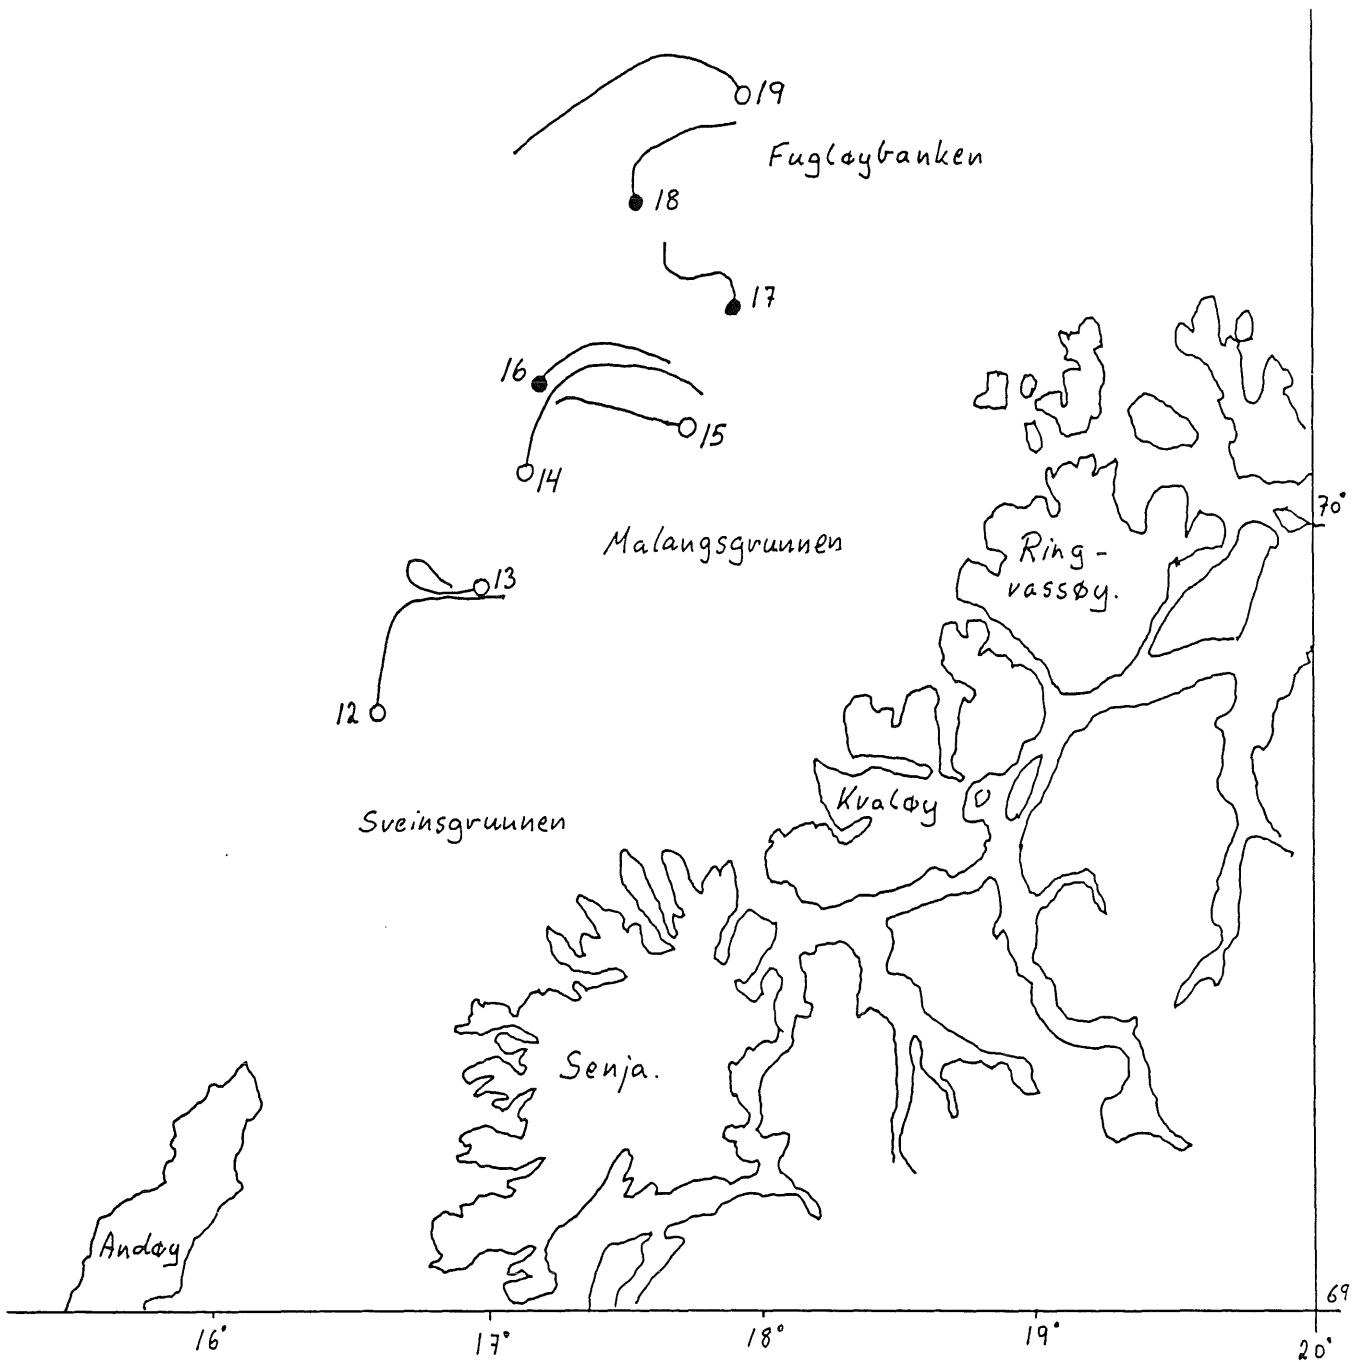 19
Fugløybanken
18
17
16
15
14
70°
Malangsgrunnen
Ring-
vassøy.
13
12
Kvaløy
Sveinsgrunnen
Senja.
Andøy
69
16°
17°
18°
19°
20°